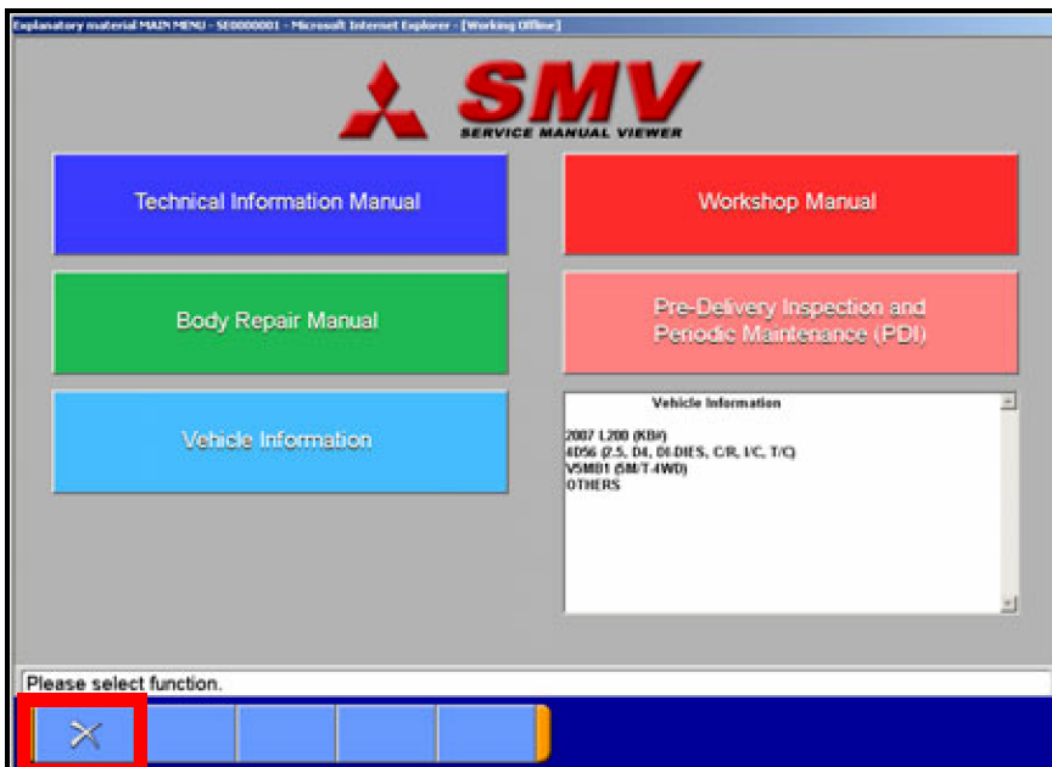 Explanatory material MAIN MENU - SE0000001 - Microsoft Internet Explorer - [Working Offline]
SMV
SERVICE MANUAL VIEWER
Technical Information Manual
Workshop Manual
Body Repair Manual
Pre-Delivery Inspection and
Periodic Maintenance (PDI)
Vehicle Information
Vehicle Information
2007 L200 (KB#)
4D56 (2.5, D4, DI-DIES, C/R, I/C, T/C)
V5MB1 (5M/T-4WD)
OTHERS
Please select function.